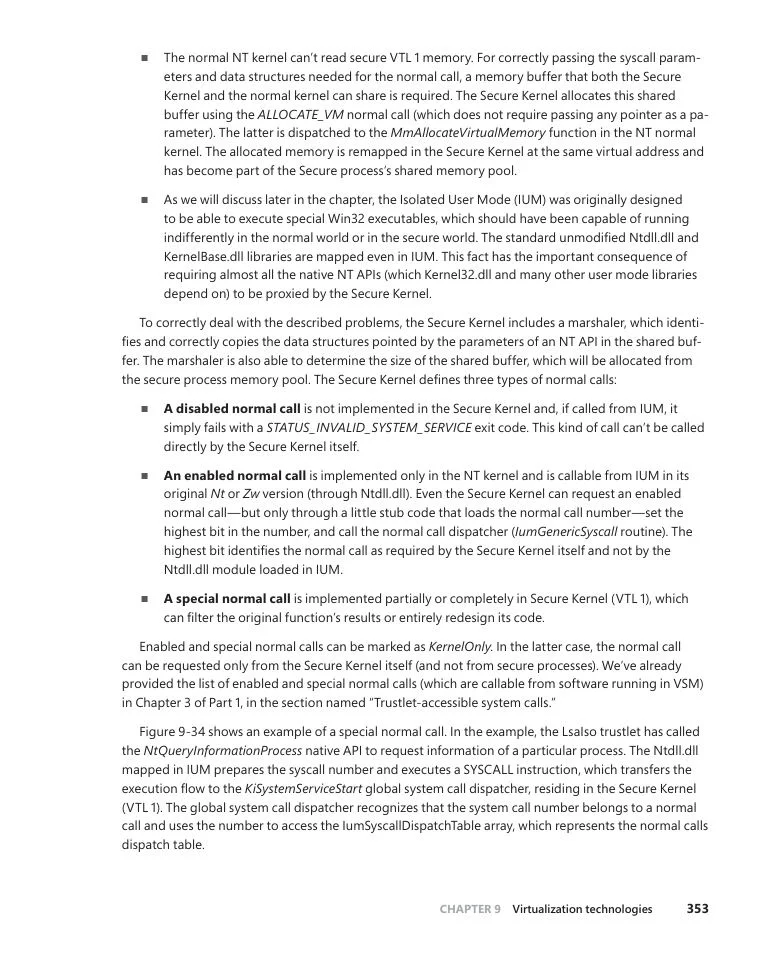 ■ The normal NT kernel can't read secure VTL 1 memory. For correctly passing the syscall param-
eters and data structures needed for the normal call, a memory buffer that both the Secure
Kernel and the normal kernel can share is required. The Secure Kernel allocates this shared
buffer using the ALLOCATE_VM normal call (which does not require passing any pointer as a pa-
rameter). The latter is dispatched to the MmAllocateVirtualMemory function in the NT normal
kernel. The allocated memory is remapped in the Secure Kernel at the same virtual address and
has become part of the Secure process's shared memory pool.
■ As we will discuss later in the chapter, the Isolated User Mode (IUM) was originally designed
to be able to execute special Win32 executables, which should have been capable of running
indifferently in the normal world or in the secure world. The standard unmodified Ntdll.dll and
KernelBase.dll libraries are mapped even in IUM. This fact has the important consequence of
requiring almost all the native NT APIs (which Kernel32.dll and many other user mode libraries
depend on) to be proxied by the Secure Kernel.
To correctly deal with the described problems, the Secure Kernel includes a marshaler, which identi-
fies and correctly copies the data structures pointed by the parameters of an NT API in the shared buf-
fer. The marshaler is also able to determine the size of the shared buffer, which will be allocated from
the secure process memory pool. The Secure Kernel defines three types of normal calls:
■ A disabled normal call is not implemented in the Secure Kernel and, if called from IUM, it
simply fails with a STATUS_INVALID_SYSTEM_SERVICE exit code. This kind of call can't be called
directly by the Secure Kernel itself.
■ An enabled normal call is implemented only in the NT kernel and is callable from IUM in its
original Nt or Zw version (through Ntdll.dll). Even the Secure Kernel can request an enabled
normal call—but only through a little stub code that loads the normal call number—set the
highest bit in the number, and call the normal call dispatcher (IumGenericSyscall routine). The
highest bit identifies the normal call as required by the Secure Kernel itself and not by the
Ntdll.dll module loaded in IUM.
■ A special normal call is implemented partially or completely in Secure Kernel (VTL 1), which
can filter the original function's results or entirely redesign its code.
Enabled and special normal calls can be marked as KernelOnly. In the latter case, the normal call
can be requested only from the Secure Kernel itself (and not from secure processes). We've already
provided the list of enabled and special normal calls (which are callable from software running in VSM)
in Chapter 3 of Part 1, in the section named "Trustlet-accessible system calls."
Figure 9-34 shows an example of a special normal call. In the example, the LsaIso trustlet has called
the NtQueryInformationProcess native API to request information of a particular process. The Ntdll.dll
mapped in IUM prepares the syscall number and executes a SYSCALL instruction, which transfers the
execution flow to the KiSystemServiceStart global system call dispatcher, residing in the Secure Kernel
(VTL 1). The global system call dispatcher recognizes that the system call number belongs to a normal
call and uses the number to access the IumSyscallDispatchTable array, which represents the normal calls
dispatch table.
CHAPTER 9 Virtualization technologies 353